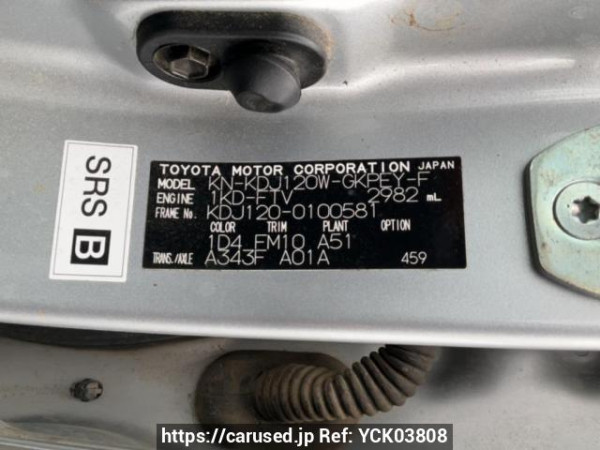 SRS B
TOYOTA MOTOR CORPORATION JAPAN
MODEL KN-KDJ120W-GKPEY-F
ENGINE 1KD-FTV 2982 mL
FRAME No. KDJ120-0100581
COLOR TRIM PLANT OPTION
1D4 FM10 A51
TRANS./AXLE A343F A01A 459
https://carused.jp Ref: YCK03808